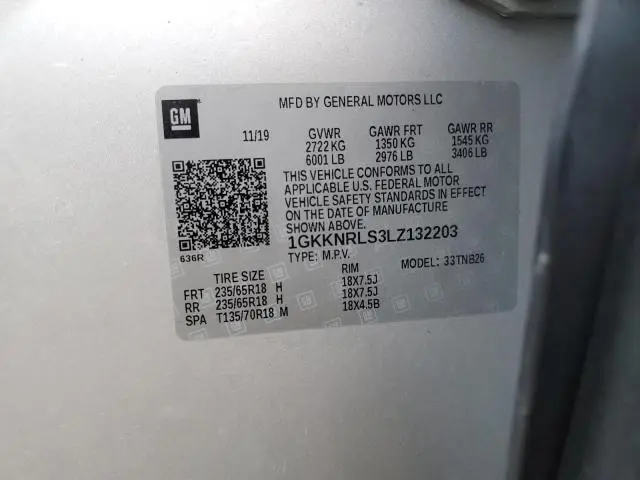 MFD BY GENERAL MOTORS LLC
GM
11/19 GVWR GAWR FRT GAWR RR
2722 KG 1350 KG 1545 KG
6001 LB 2976 LB 3406 LB
THIS VEHICLE CONFORMS TO ALL
APPLICABLE U.S. FEDERAL MOTOR
VEHICLE SAFETY STANDARDS IN EFFECT
ON THE DATE OF MANUFACTURE
SHOWN ABOVE.
636R
1GKKNRLS3LZ132203
TYPE: M.P.V. MODEL: 33TNB26
TIRE SIZE RIM
FRT 235/65R18 H 18X7.5J
RR 235/65R18 H 18X7.5J
SPA T135/70R18 M 18X4.5B